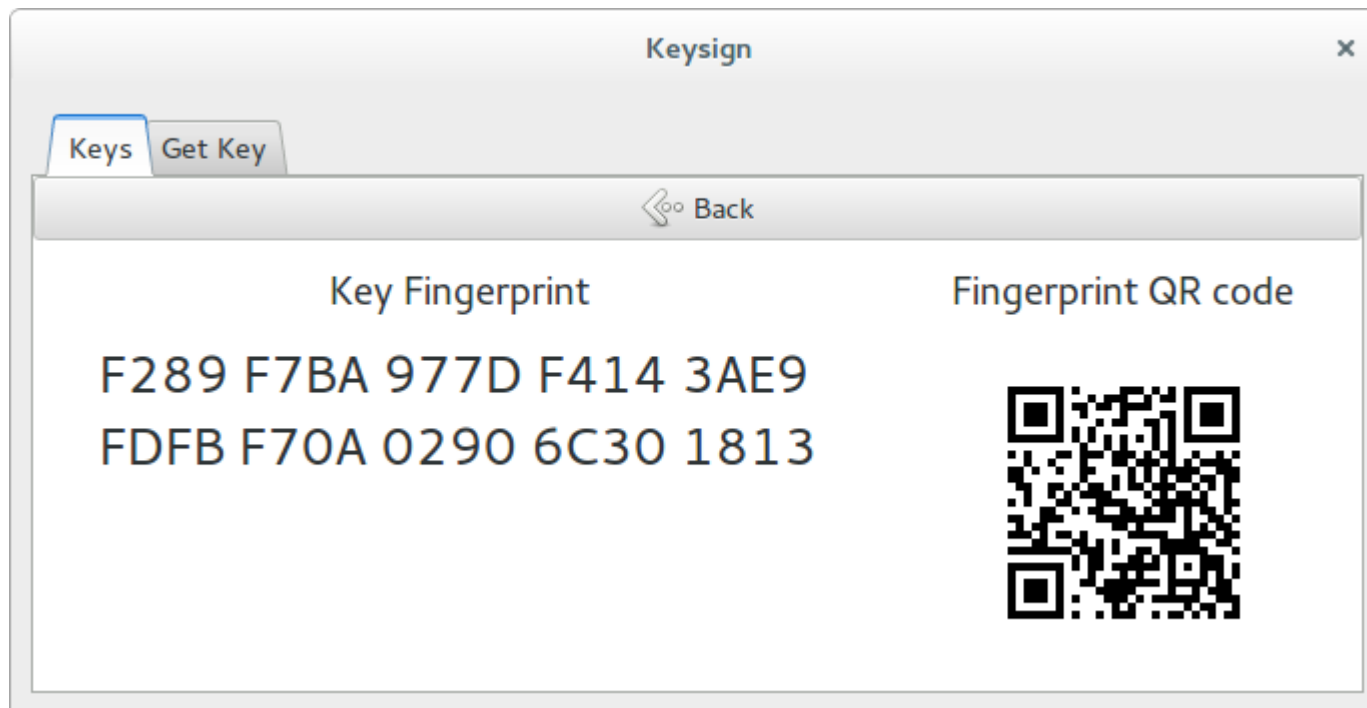 Keysign
Keys
Get Key
Back
Key Fingerprint
Fingerprint QR code
F289 F7BA 977D F414 3AE9
FDFB F70A 0290 6C30 1813